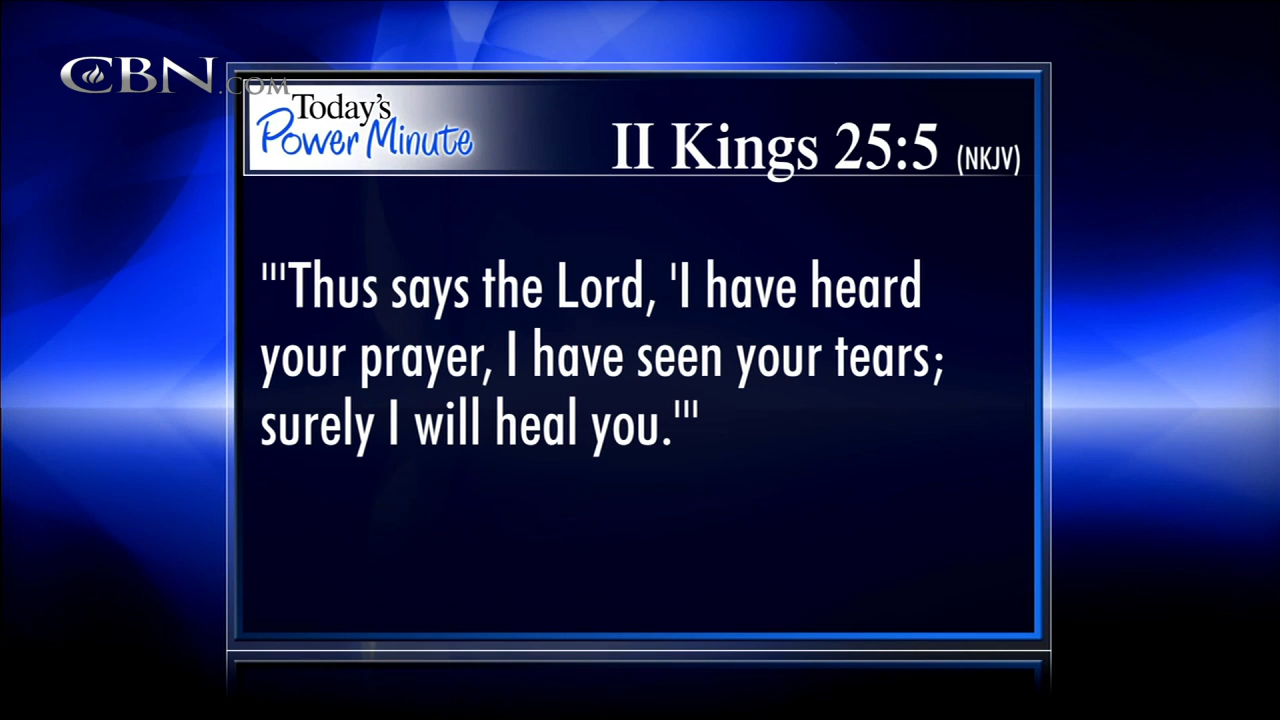 CBN.COM
Today's
Power Minute
II Kings 25:5 (NKJV)
"'Thus says the Lord, 'I have heard
your prayer, I have seen your tears;
surely I will heal you.'"